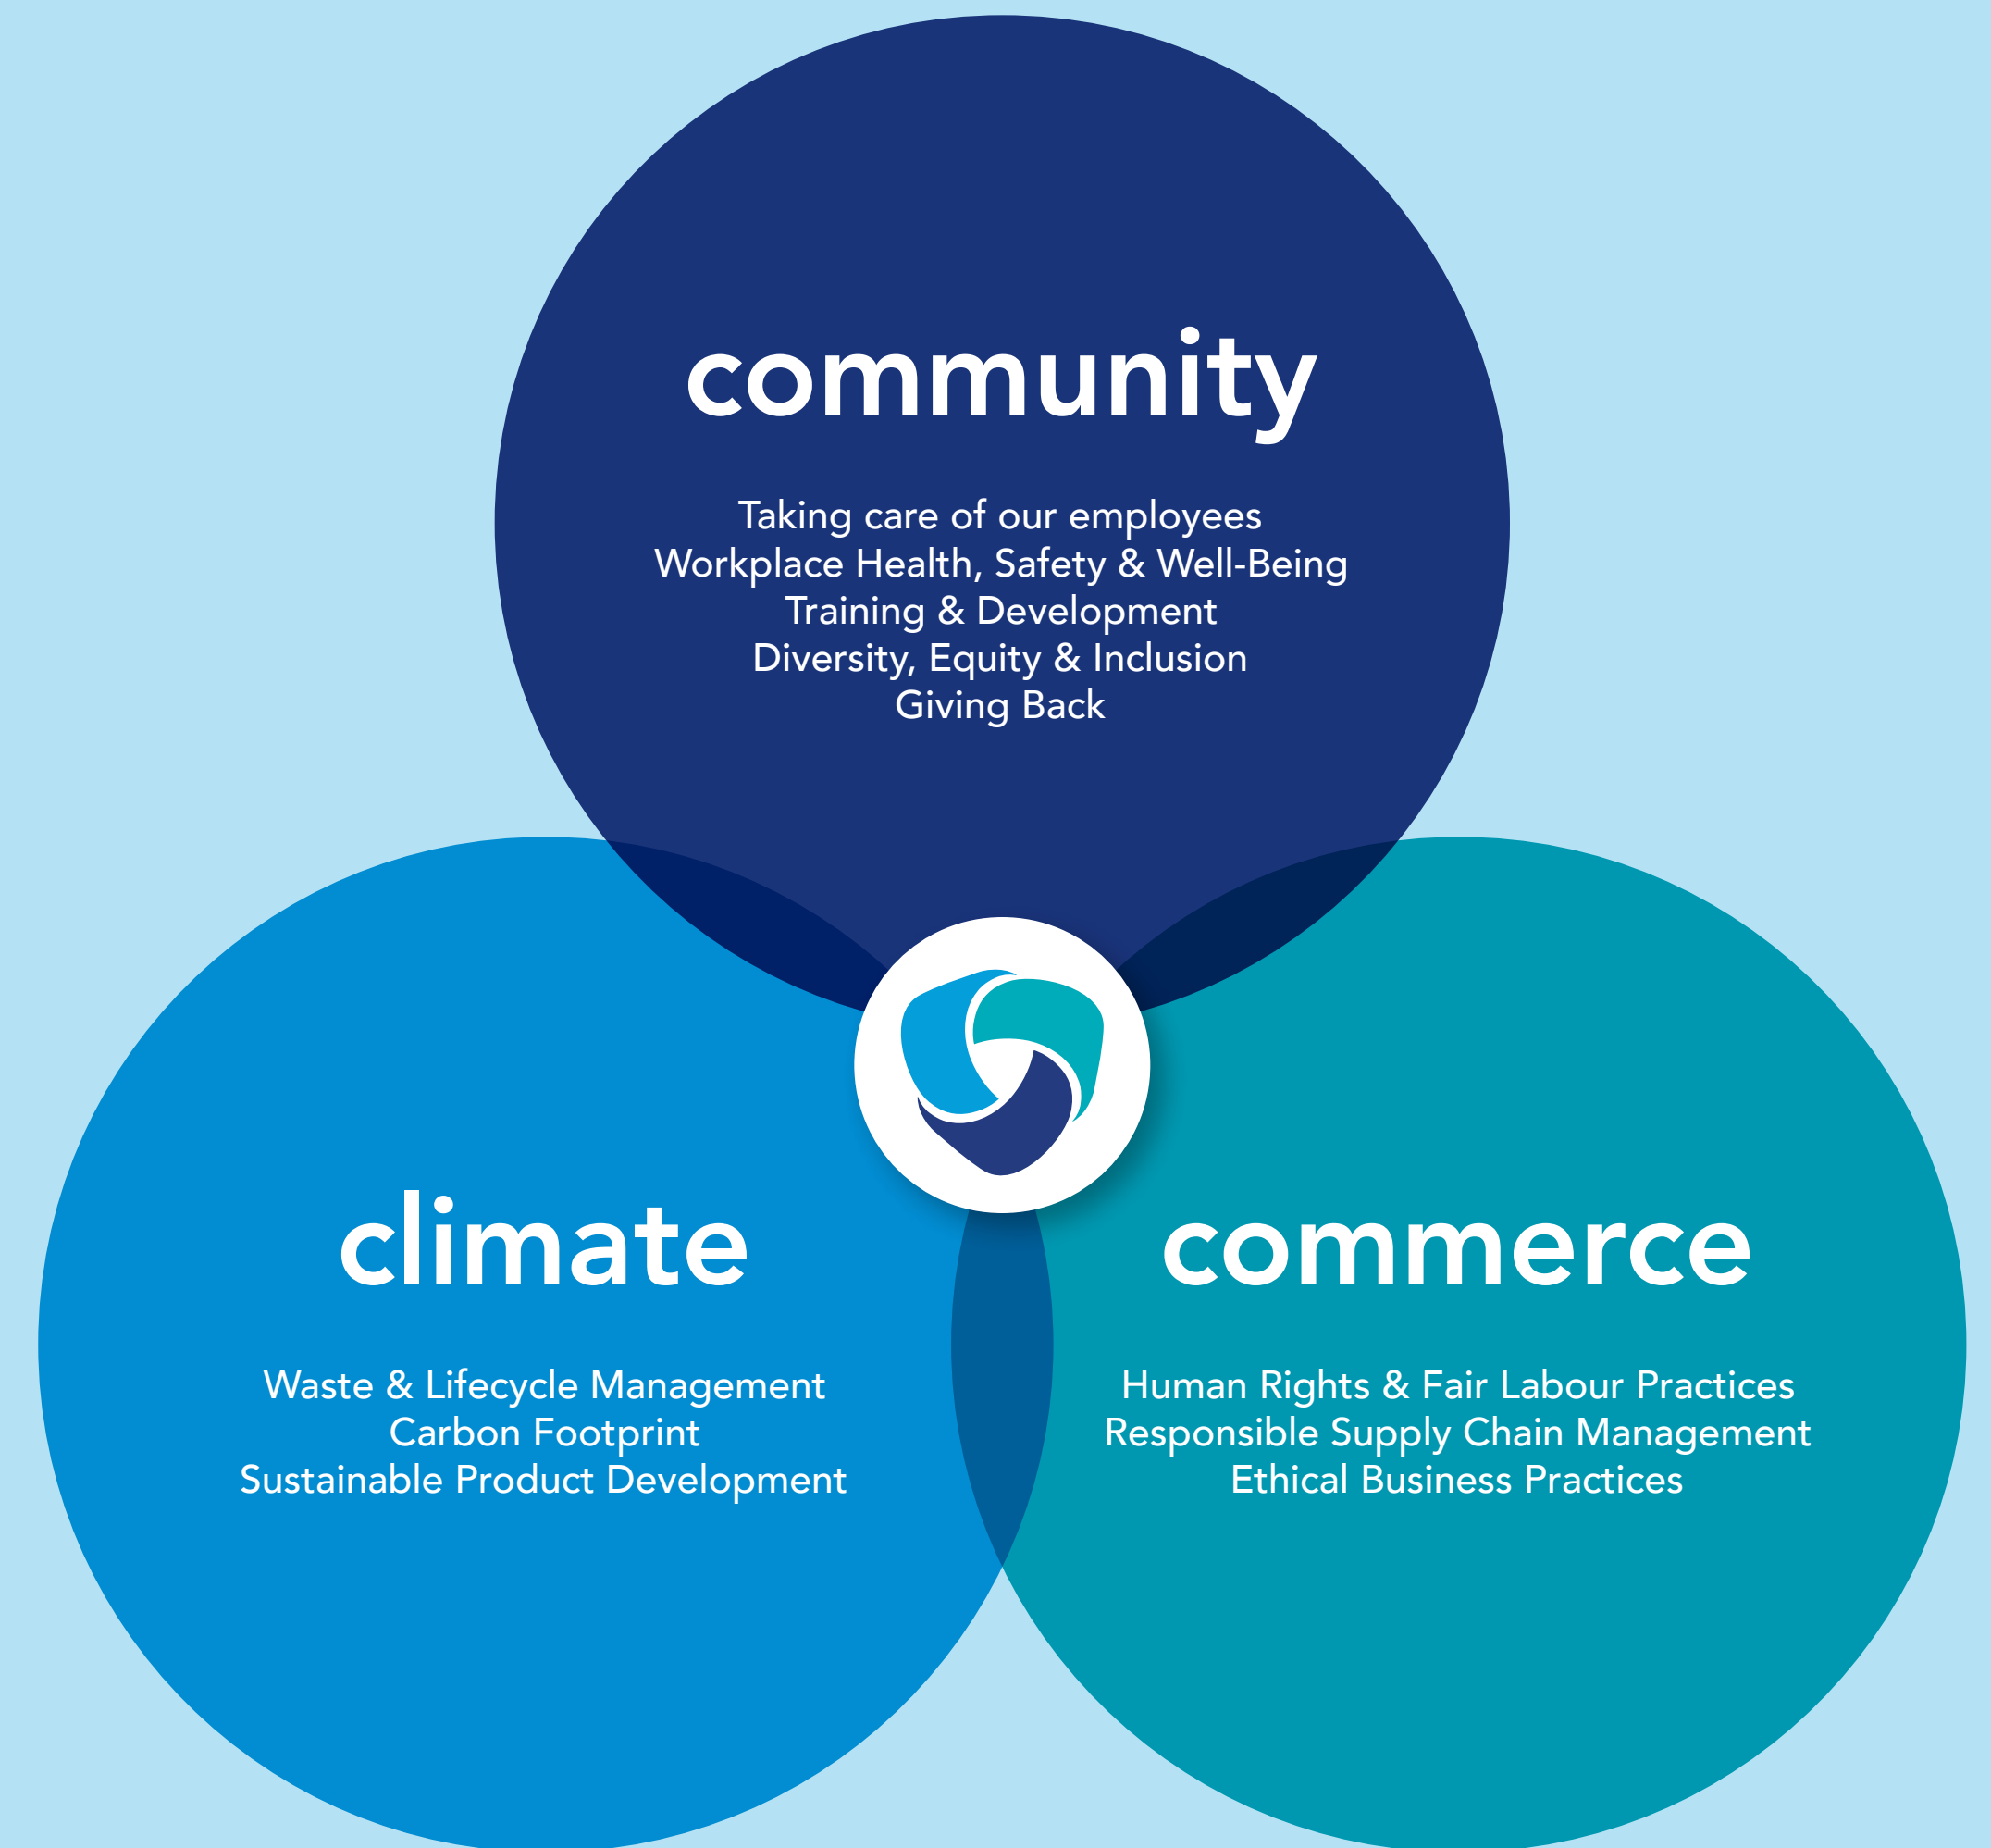 community
Taking care of our employees
Workplace Health, Safety & Well-Being
Training & Development
Diversity, Equity & Inclusion
Giving Back
climate
Waste & Lifecycle Management
Carbon Footprint
Sustainable Product Development
commerce
Human Rights & Fair Labour Practices
Responsible Supply Chain Management
Ethical Business Practices